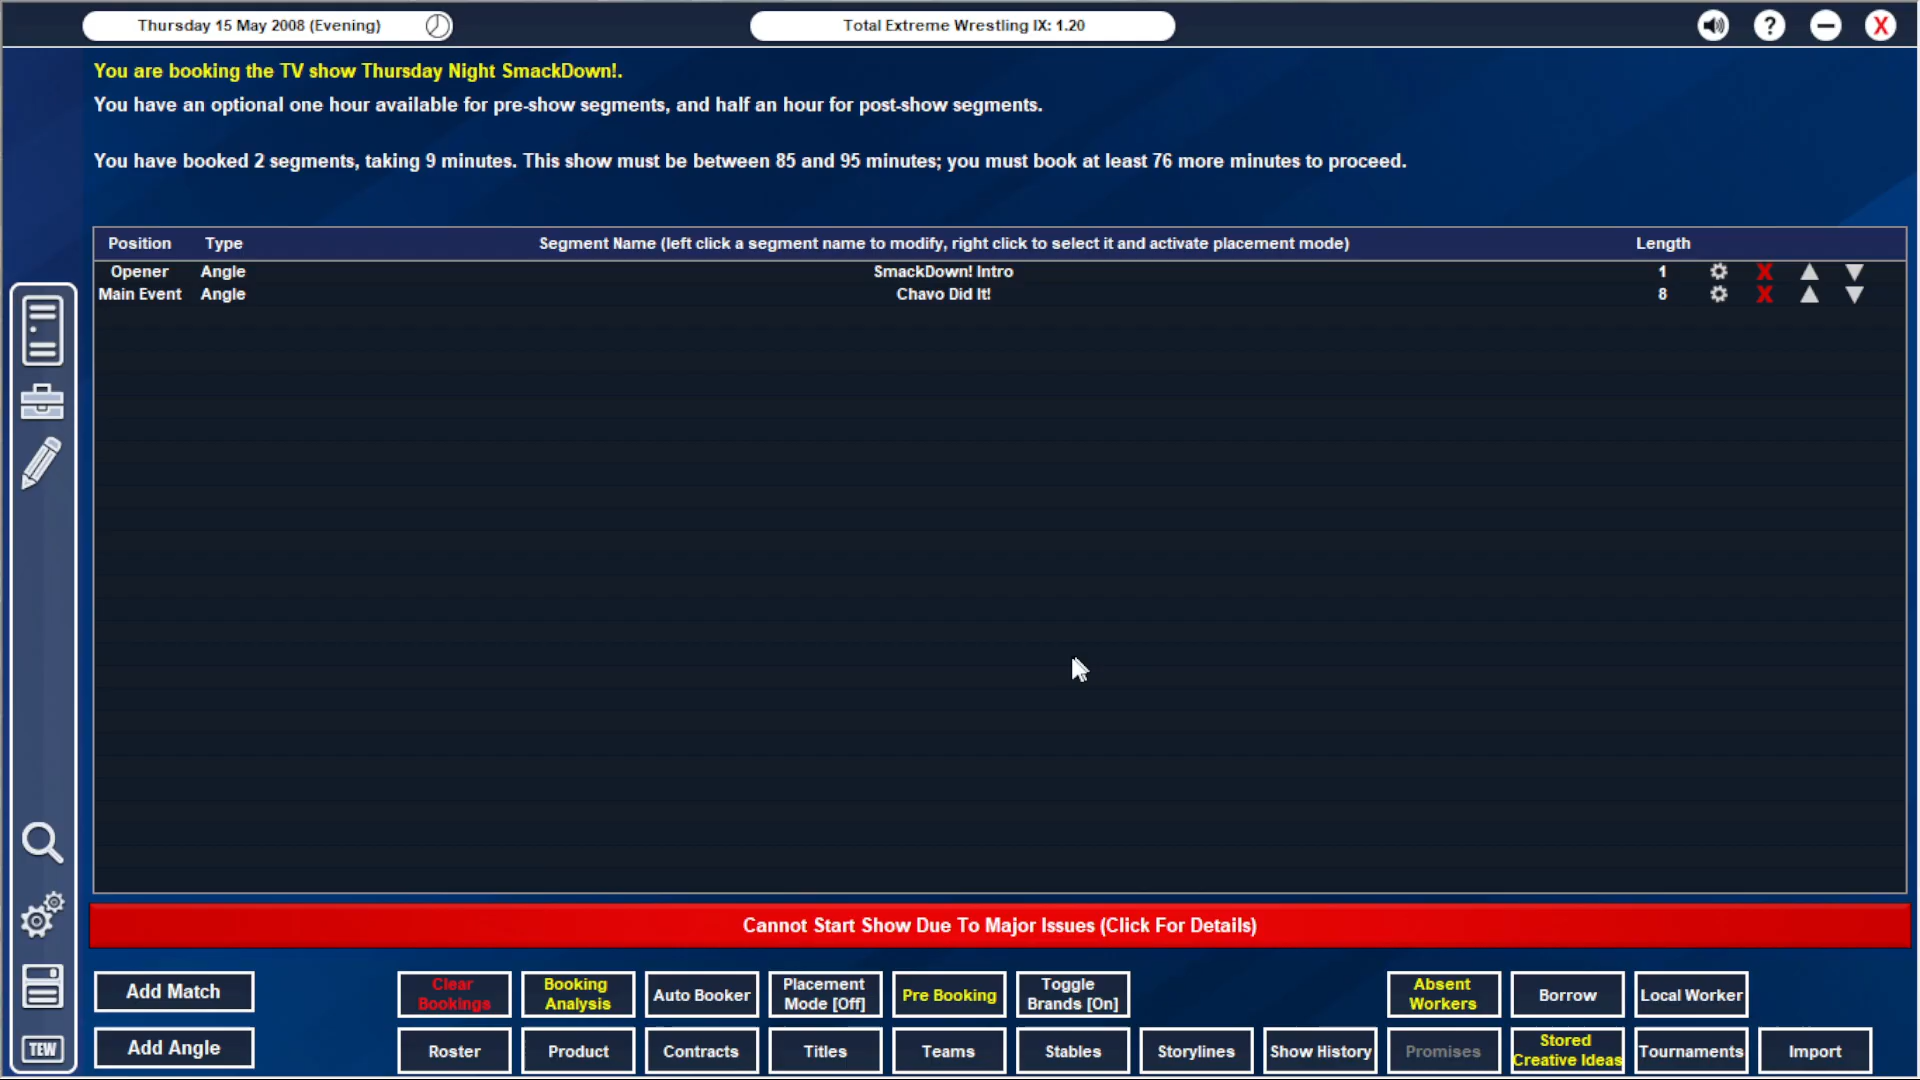 Thursday 15 May 2008 (Evening)
Total Extreme Wrestling IX: 1.20
?
X
You are booking the TV show Thursday Night SmackDown!.
You have an optional one hour available for pre-show segments, and half an hour for post-show segments.
You have booked 2 segments, taking 9 minutes. This show must be between 85 and 95 minutes; you must book at least 76 more minutes to proceed.
Position Type Segment Name (left click a segment name to modify, right click to select it and activate placement mode) Length
Opener Angle SmackDown! Intro 1 X
Main Event Angle Chavo Did It! 8 X
Cannot Start Show Due To Major Issues (Click For Details)
Add Match
Clear Bookings
Booking Analysis
Auto Booker
Placement Mode [Off]
Pre Booking
Toggle Brands [On]
Absent Workers
Borrow
Local Worker
TEW
Add Angle
Roster
Product
Contracts
Titles
Teams
Stables
Storylines
Show History
Promises
Stored Creative Ideas
Tournaments
Import